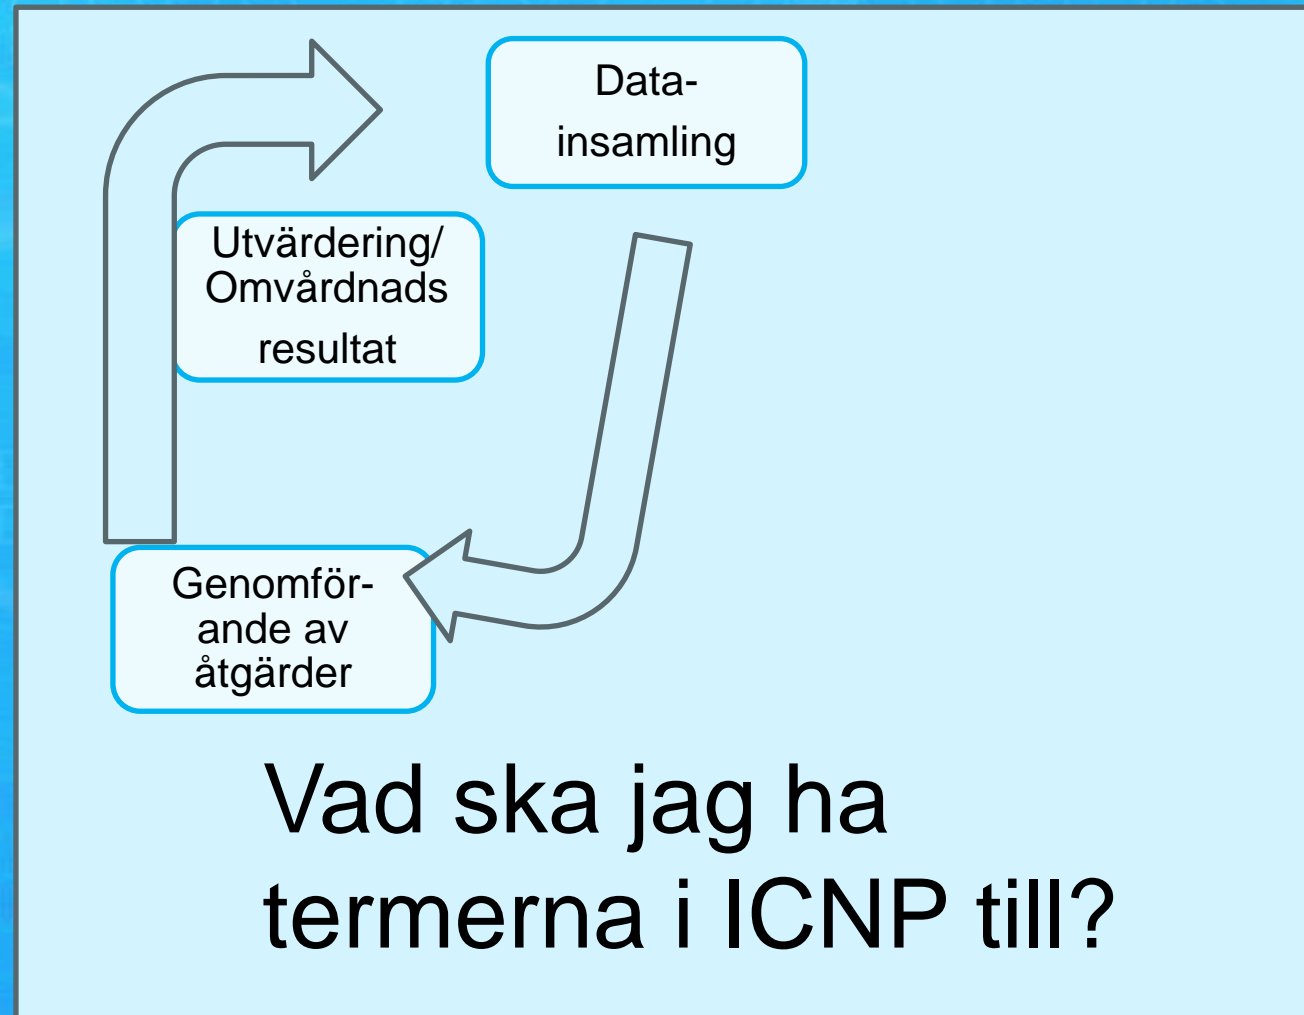 Data-
insamling
Utvärdering/
Omvårdnads
resultat
Genomför-
ande av
åtgärder
Vad ska jag ha
termerna i ICNP till?